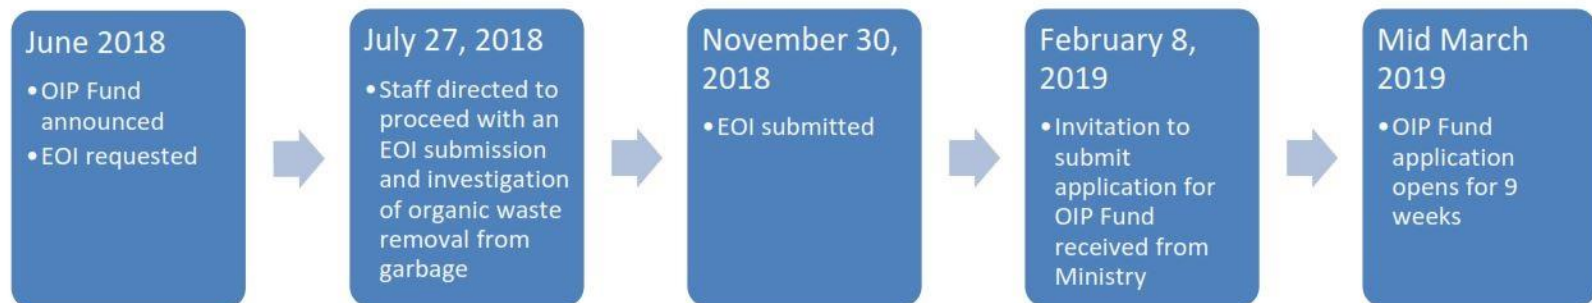 June 2018
• OIP Fund
announced
• EOI requested
July 27, 2018
• Staff directed to
proceed with an
EOI submission
and investigation
of organic waste
removal from
garbage
November 30,
2018
• EOI submitted
February 8,
2019
• Invitation to
submit
application for
OIP Fund
received from
Ministry
Mid March
2019
• OIP Fund
application
opens for 9
weeks